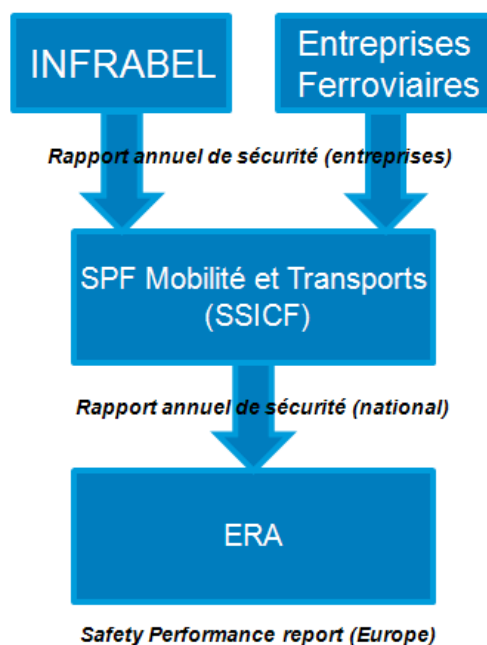 INFRABEL
Entreprises
Ferroviaires
Rapport annuel de sécurité (entreprises)
SPF Mobilité et Transports
(SSICF)
Rapport annuel de sécurité (national)
ERA
Safety Performance report (Europe)